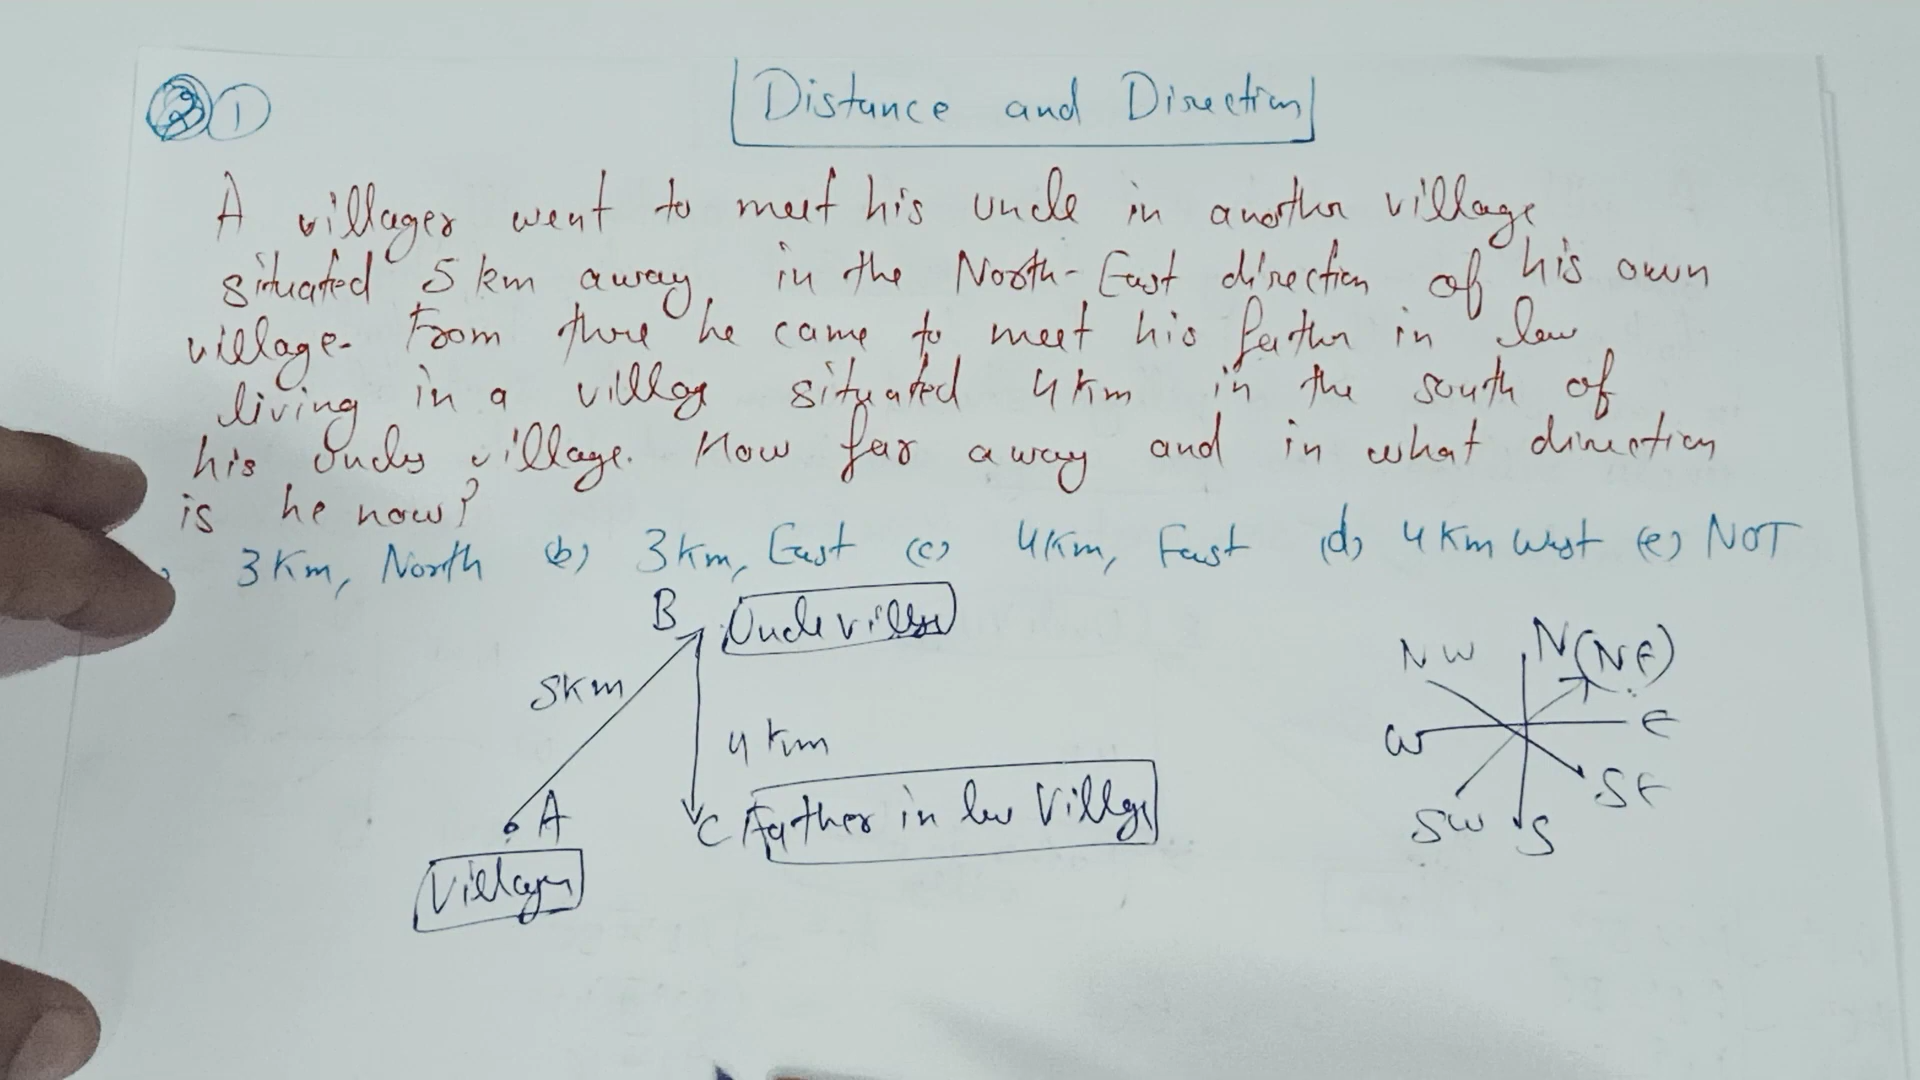 ① Distance and Direction
A villager went to meet his uncle in another village
situated 5 km away, in the North-East direction of his own
village. From there he came to meet his father in law
living in a village situated 4 km in the south of
his Uncles village. How far away and in what direction
is he now?
3 Km, North (b) 3 km, East (c) 4 Km, East (d) 4 Km West (e) NOT
B Uncle village
5 km
4 km
A
C Father in law Village
Villager
NW N (NE)
W E
SW S SE